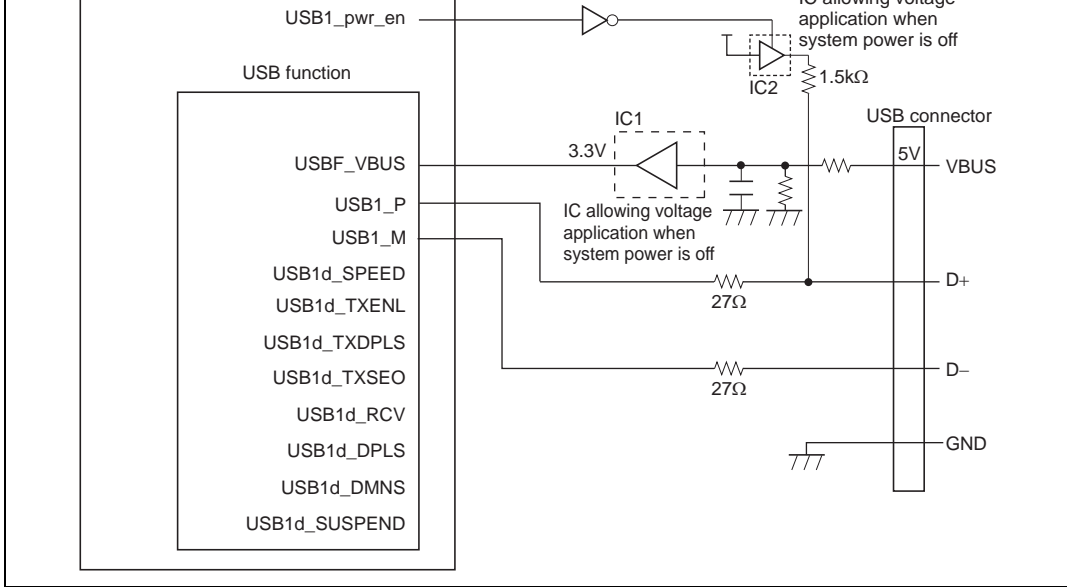 USB1_pwr_en
IC allowing voltage
application when
system power is off
IC2
1.5kΩ
USB function
IC1
USB connector
3.3V
5V
VBUS
USBF_VBUS
USB1_P
IC allowing voltage
application when
system power is off
USB1_M
USB1d_SPEED
27Ω
D+
USB1d_TXENL
USB1d_TXDPLS
USB1d_TXSEO
27Ω
D−
USB1d_RCV
USB1d_DPLS
GND
USB1d_DMNS
USB1d_SUSPEND